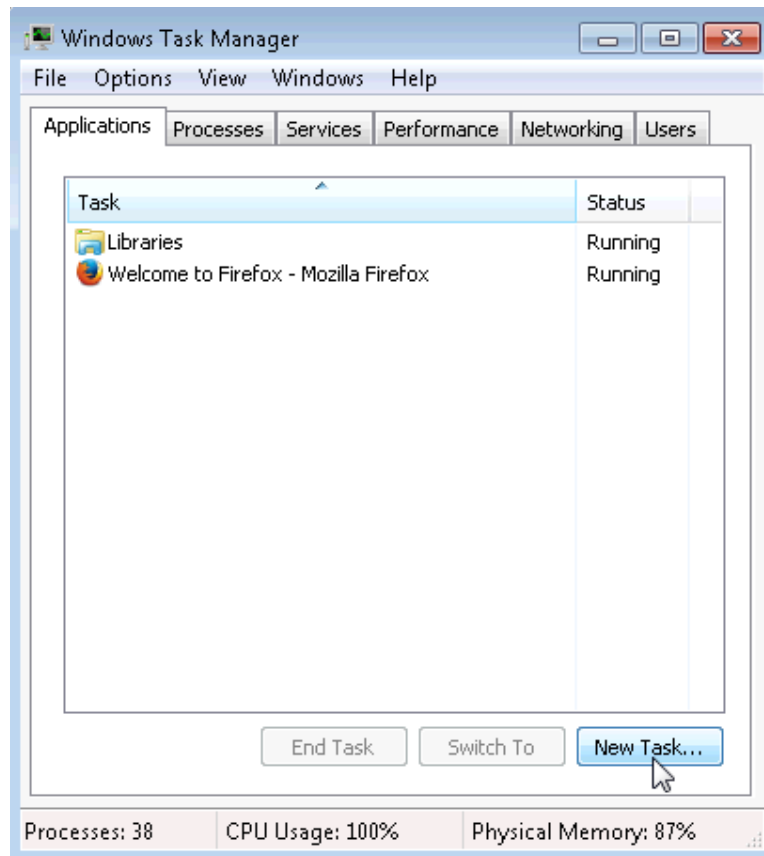 Windows Task Manager
File Options View Windows Help
Applications Processes Services Performance Networking Users
Task Status
Libraries Running
Welcome to Firefox - Mozilla Firefox Running
End Task Switch To New Task...
Processes: 38 CPU Usage: 100% Physical Memory: 87%